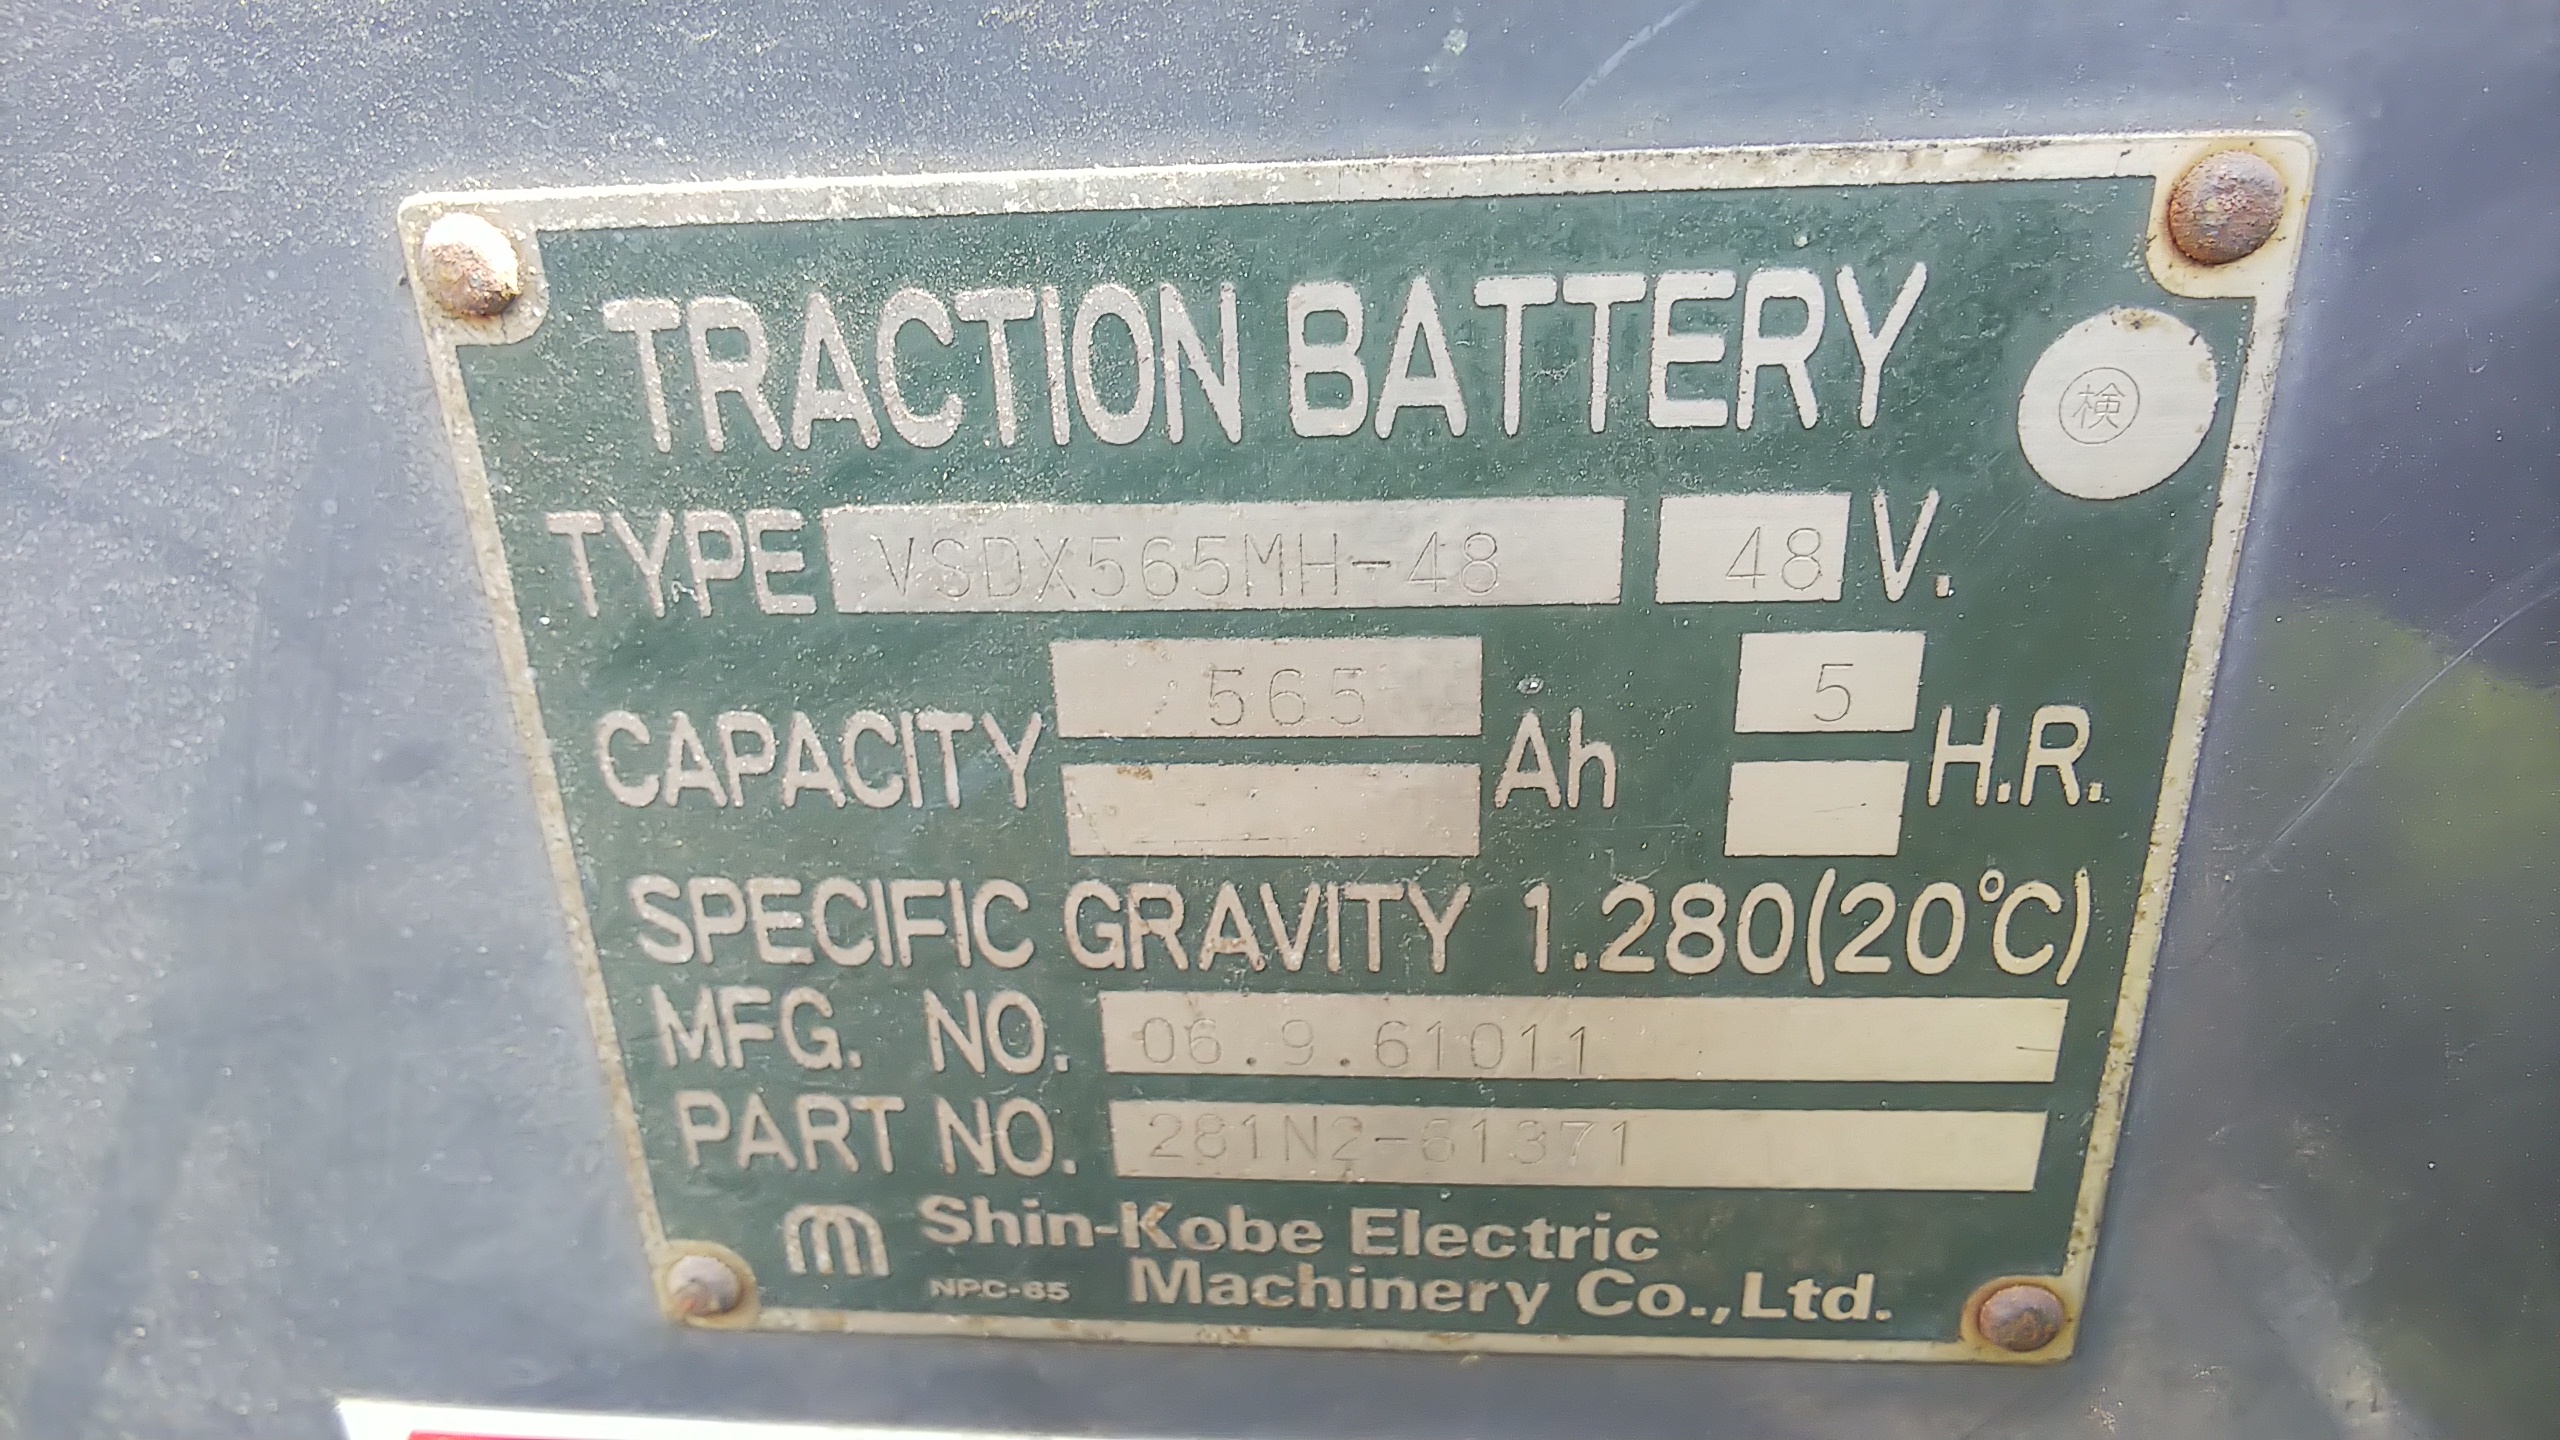 TRACTION BATTERY
検
TYPE VSDX565MH-48 48 V.
CAPACITY 565 Ah 5 H.R.
SPECIFIC GRAVITY 1.280(20℃)
MFG. NO. 06.9.61011
PART NO. 281N2-61371
m Shin-Kobe Electric
NPC-65 Machinery Co.,Ltd.